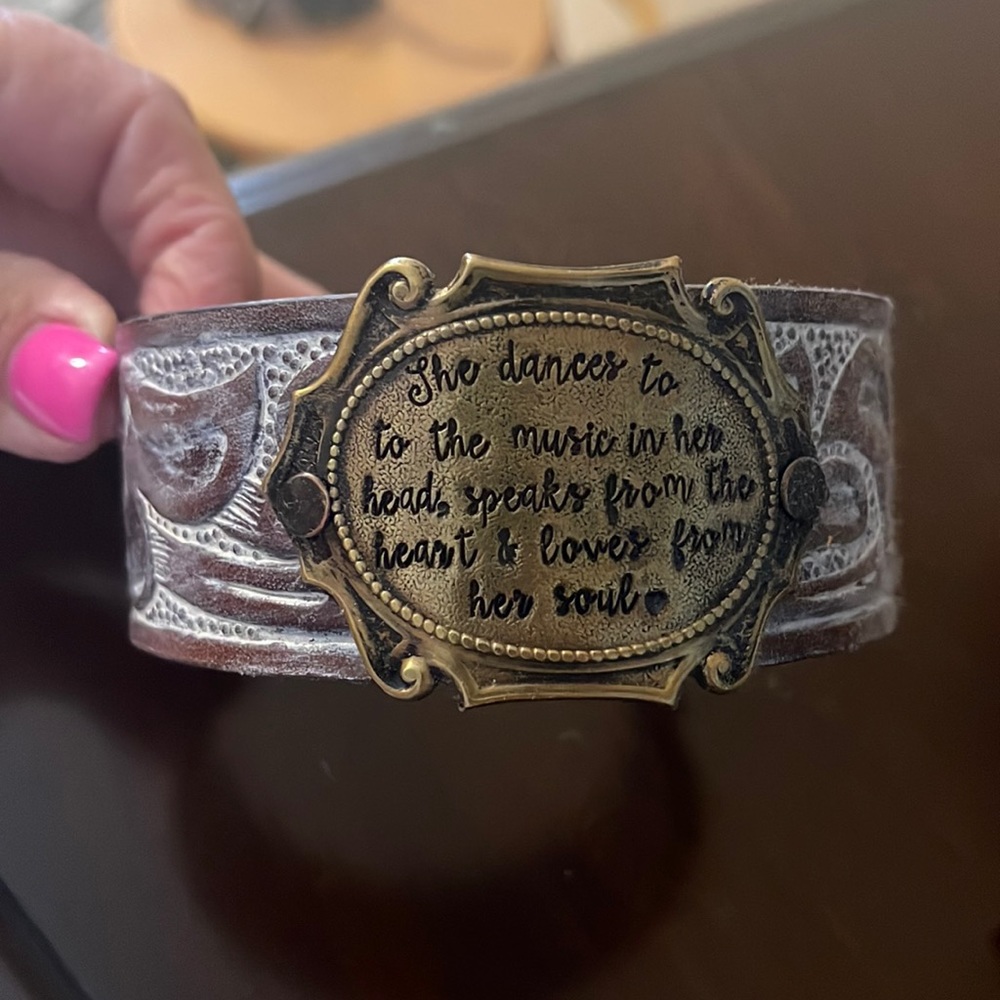 She dances to
to the music in her
head, speaks from the
heart & loves from
her soul